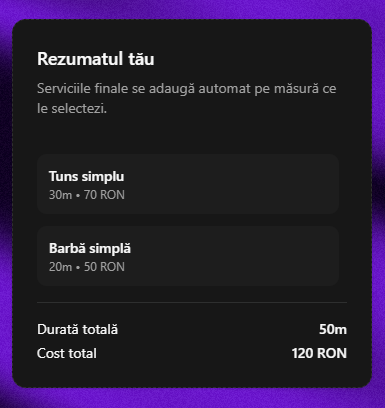 Rezumatul tău
Serviciile finale se adaugă automat pe măsură ce
le selectezi.
Tuns simplu
30m • 70 RON
Barbă simplă
20m • 50 RON
Durată totală 50m
Cost total 120 RON